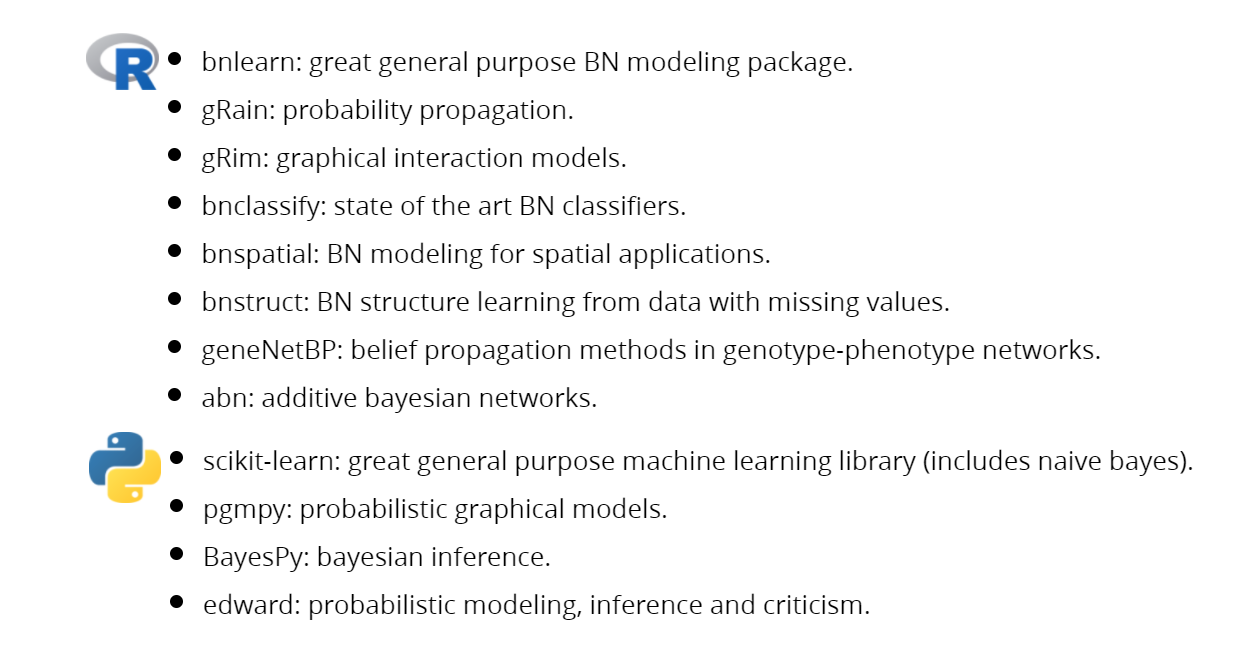 R
• bnlearn: great general purpose BN modeling package.
• gRain: probability propagation.
• gRim: graphical interaction models.
• bnclassify: state of the art BN classifiers.
• bnspatial: BN modeling for spatial applications.
• bnstruct: BN structure learning from data with missing values.
• geneNetBP: belief propagation methods in genotype-phenotype networks.
• abn: additive bayesian networks.
• scikit-learn: great general purpose machine learning library (includes naive bayes).
• pgmpy: probabilistic graphical models.
• BayesPy: bayesian inference.
• edward: probabilistic modeling, inference and criticism.